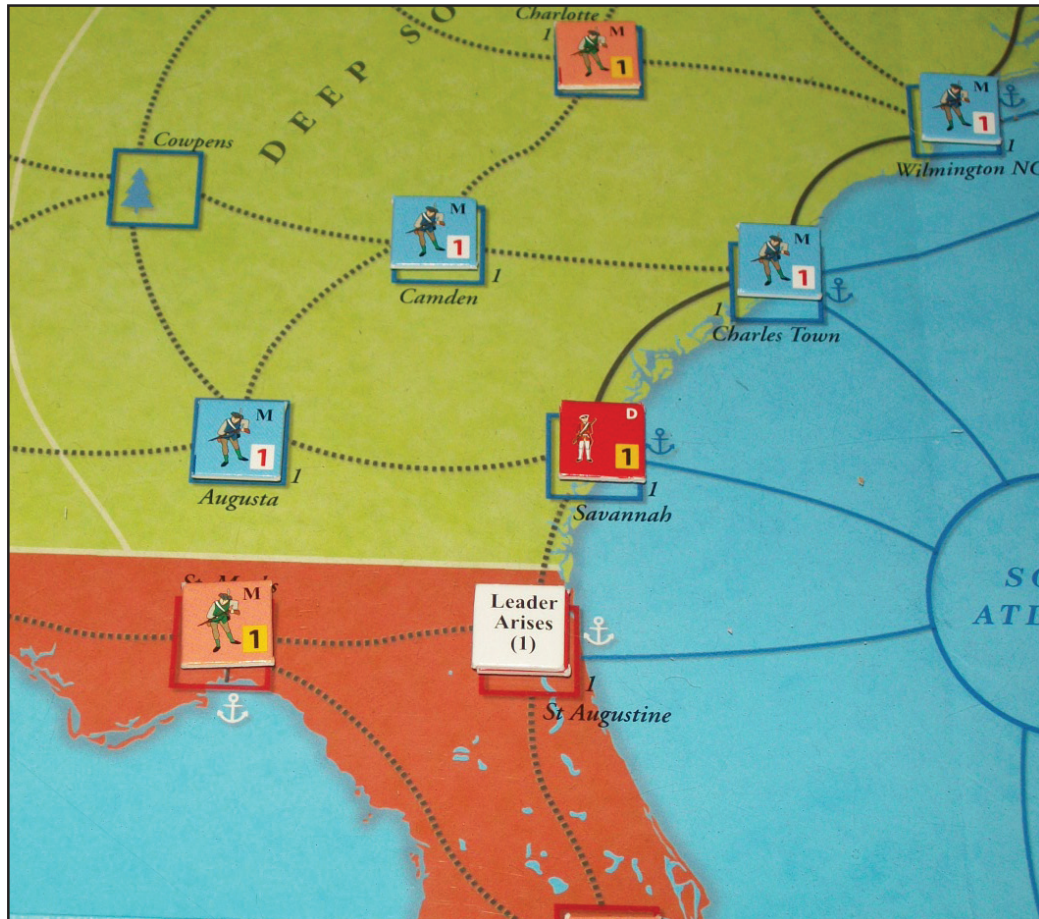 Charlotte
1
M
1
DEEP SO
M
1
1
Wilmington NC
Cowpens
M
1
1
Camden
M
1
1
Charles Town
M
1
1
Augusta
D
1
1
Savannah
M
1
Leader
Arises
(1)
1
St Augustine
SO
ATL